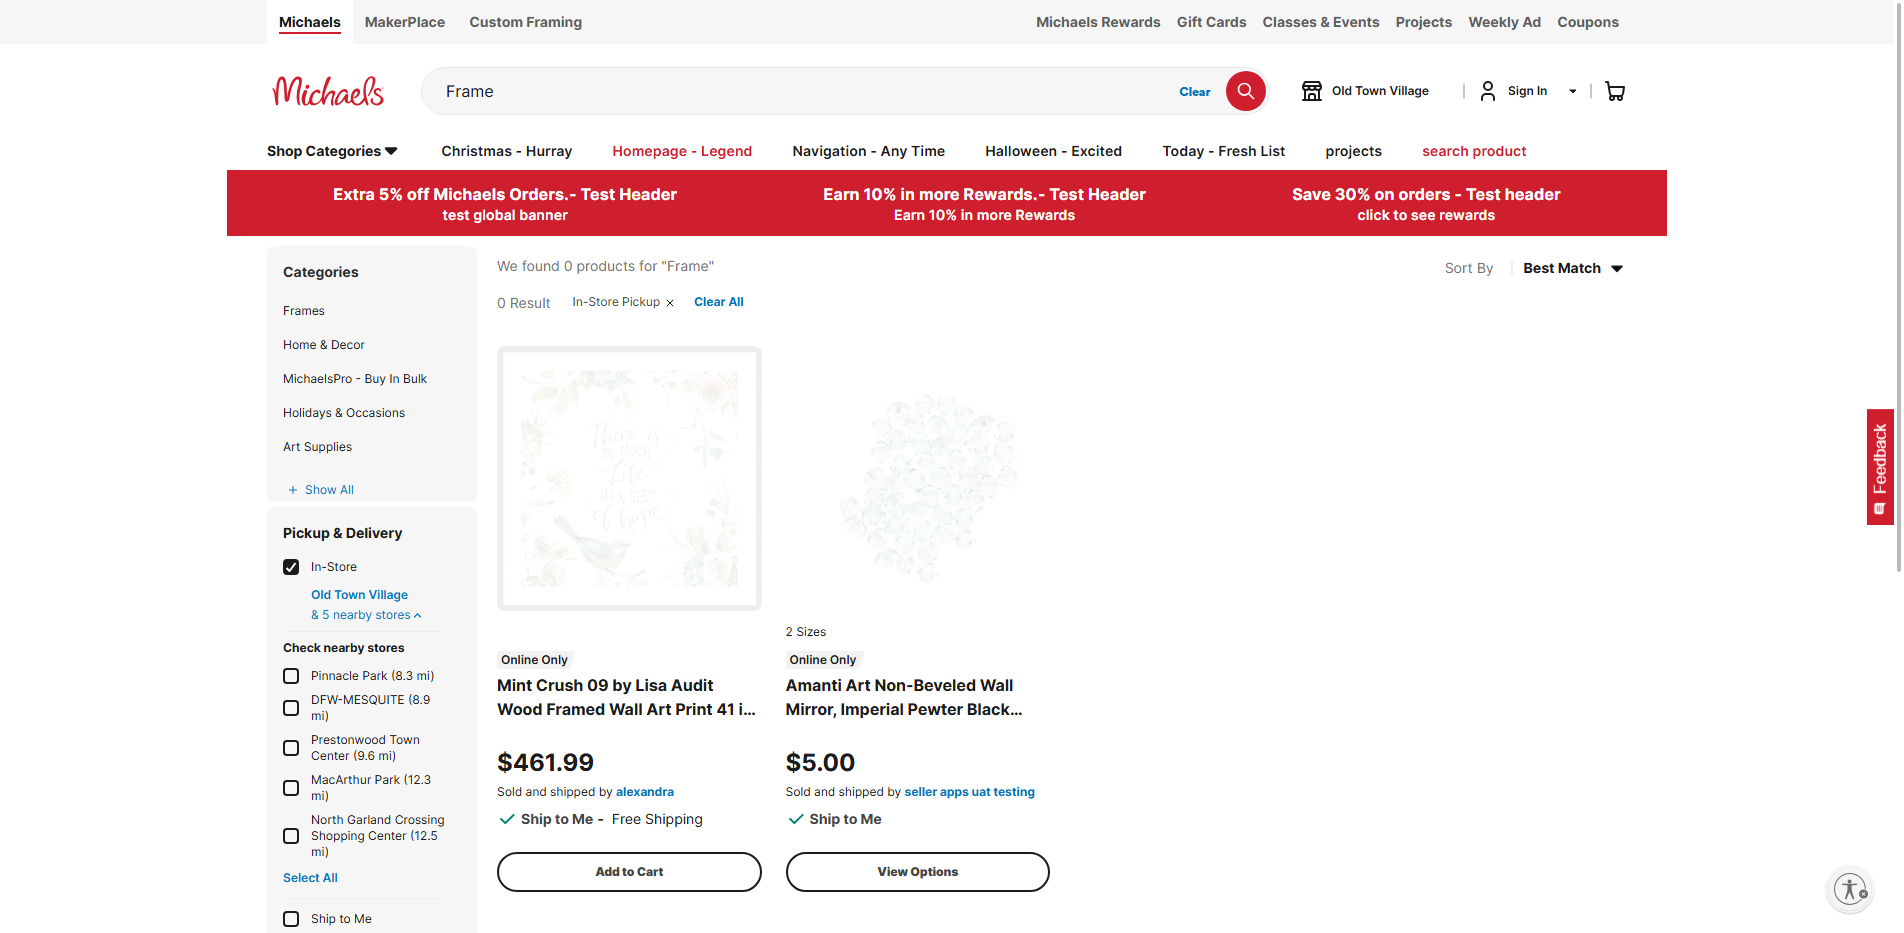 Michaels MakerPlace Custom Framing Michaels Rewards Gift Cards Classes & Events Projects Weekly Ad Coupons
Michaels Frame Clear Old Town Village Sign In
Shop Categories Christmas - Hurray Homepage - Legend Navigation - Any Time Halloween - Excited Today - Fresh List projects search product
Extra 5% off Michaels Orders.- Test Header Earn 10% in more Rewards.- Test Header Save 30% on orders - Test header
test global banner Earn 10% in more Rewards click to see rewards
Categories
Frames
Home & Decor
MichaelsPro - Buy In Bulk
Holidays & Occasions
Art Supplies
+ Show All
Pickup & Delivery
In-Store
Old Town Village
& 5 nearby stores
Check nearby stores
Pinnacle Park (8.3 mi)
DFW-MESQUITE (8.9
mi)
Prestonwood Town
Center (9.6 mi)
MacArthur Park (12.3
mi)
North Garland Crossing
Shopping Center (12.5
mi)
Select All
Ship to Me
We found 0 products for "Frame"
Sort By Best Match
0 Result In-Store Pickup Clear All
There is
SO MUCH
Life
IN A SEED
of hope
Online Only
Mint Crush 09 by Lisa Audit
Wood Framed Wall Art Print 41 i...
$461.99
Sold and shipped by alexandra
Ship to Me - Free Shipping
Add to Cart
2 Sizes
Online Only
Amanti Art Non-Beveled Wall
Mirror, Imperial Pewter Black...
$5.00
Sold and shipped by seller apps uat testing
Ship to Me
View Options
Feedback